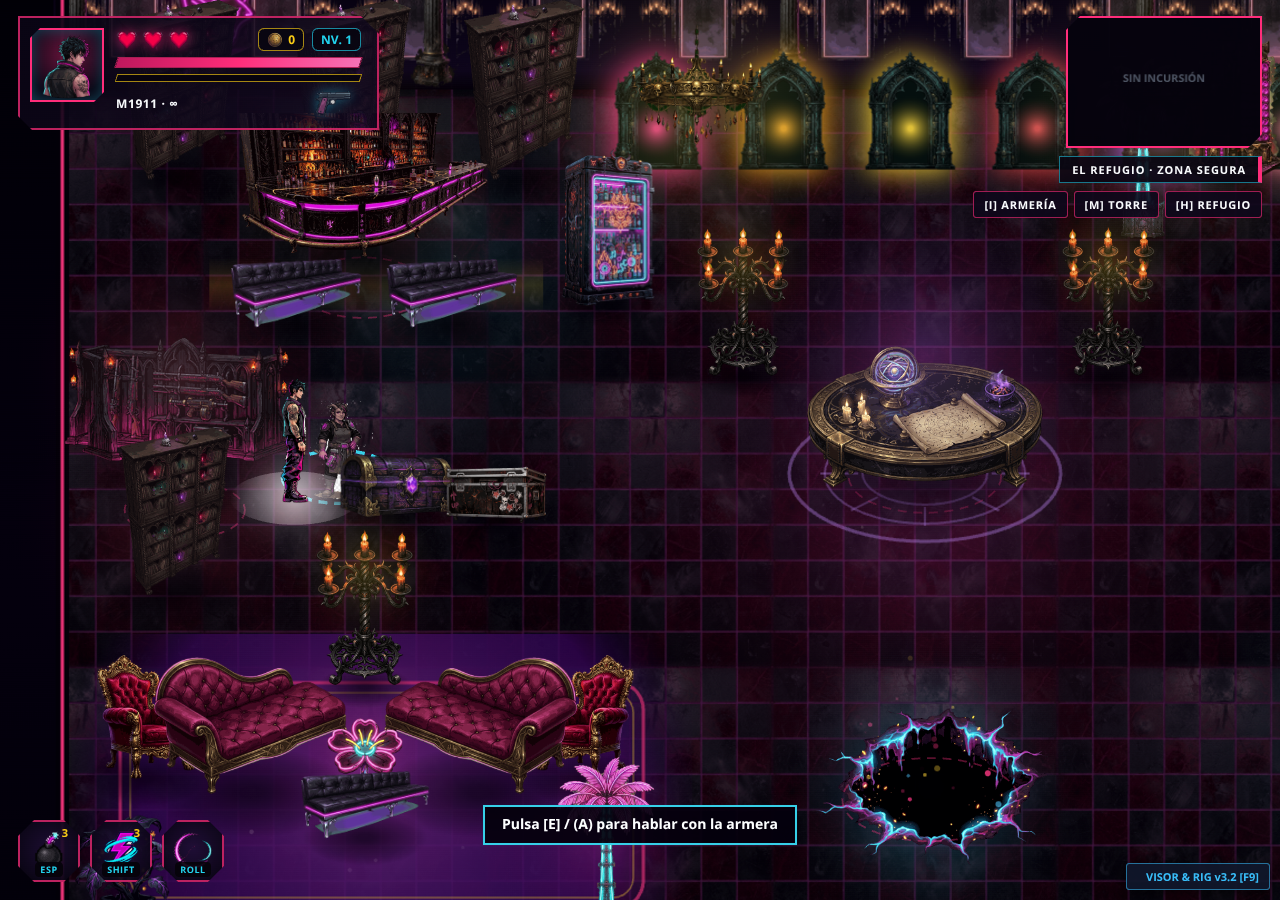 0
NV. 1
M1911 · ∞
SIN INCURSIÓN
EL REFUGIO · ZONA SEGURA
[I] ARMERÍA
[M] TORRE
[H] REFUGIO
Pulsa [E] / (A) para hablar con la armera
3
ESP
3
SHIFT
ROLL
VISOR & RIG v3.2 [F9]